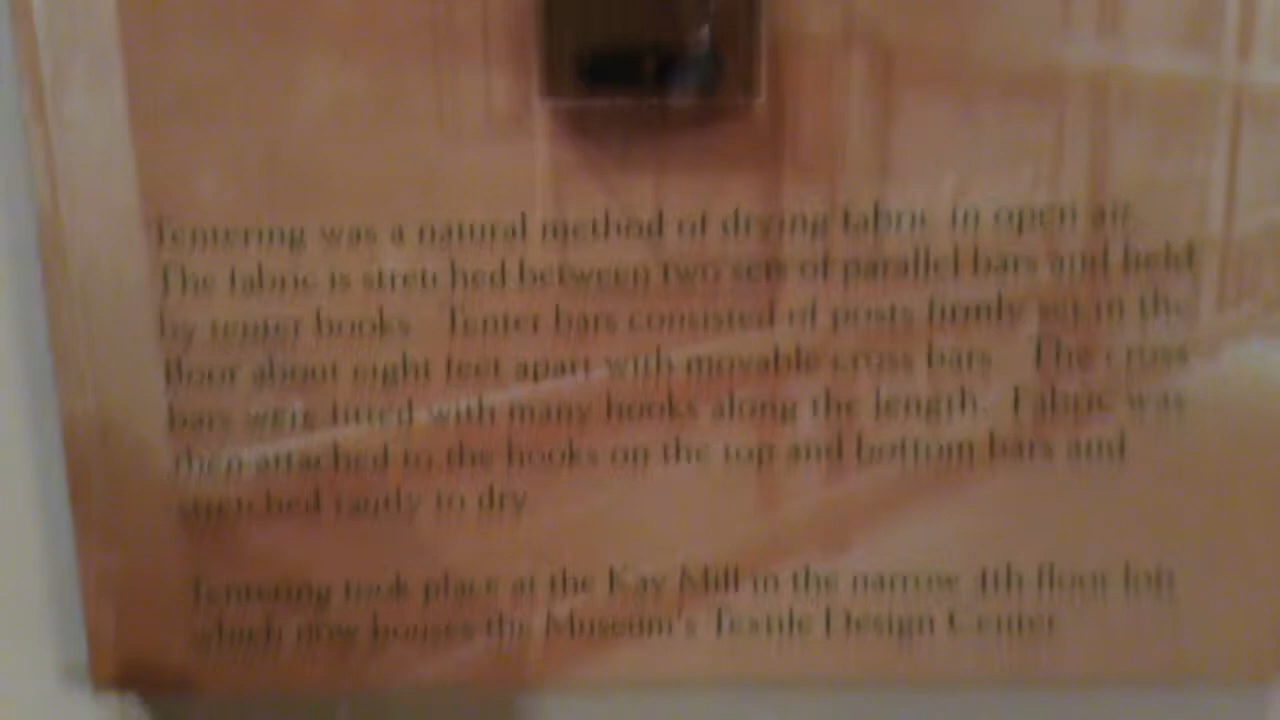 Tentering was a natural method of drying fabric in open air.
The fabric is stretched between two sets of parallel bars and held
by tenter hooks. Tenter bars consisted of posts firmly set in the
floor about eight feet apart with movable cross bars. The cross
bars were fitted with many hooks along the length. Fabric was
then attached to the hooks on the top and bottom bars and
stretched tautly to dry.
Tentering took place at the Kay Mill in the narrow 4th floor loft
which now houses the Museum's Textile Design Center